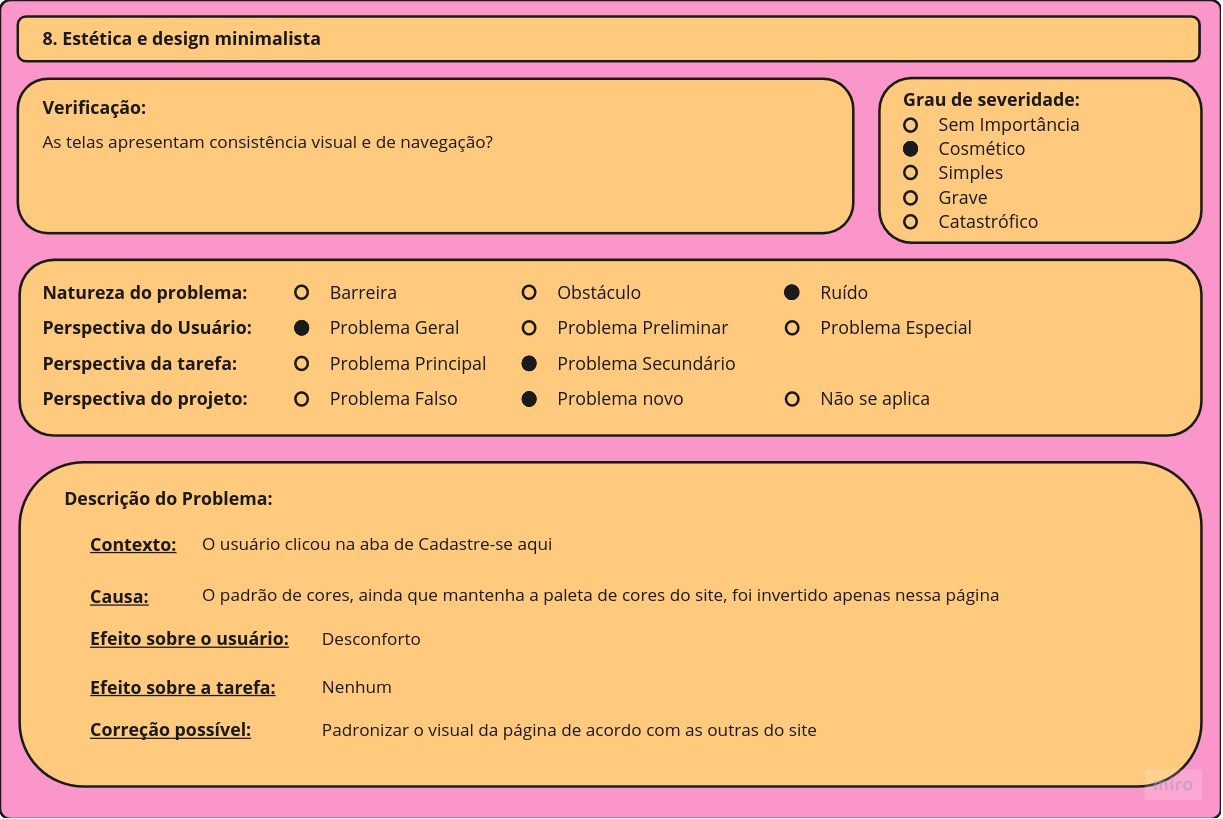 8. Estética e design minimalista
Verificação:
As telas apresentam consistência visual e de navegação?
Grau de severidade:
Sem Importância
Cosmético
Simples
Grave
Catastrófico
Natureza do problema: Barreira Obstáculo Ruído
Perspectiva do Usuário: Problema Geral Problema Preliminar Problema Especial
Perspectiva da tarefa: Problema Principal Problema Secundário
Perspectiva do projeto: Problema Falso Problema novo Não se aplica
Descrição do Problema:
Contexto: O usuário clicou na aba de Cadastre-se aqui
Causa: O padrão de cores, ainda que mantenha a paleta de cores do site, foi invertido apenas nessa página
Efeito sobre o usuário: Desconforto
Efeito sobre a tarefa: Nenhum
Correção possível: Padronizar o visual da página de acordo com as outras do site
miro